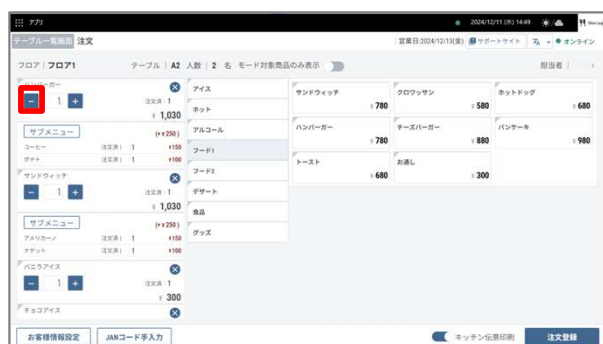 アプリ 2024/12/11 (水) 14:49
テーブル一覧画面 注文 営業日:2024/12/13(金) サポートサイト オンライン
フロア | フロア1 テーブル | A2 人数 | 2 名 モード対象商品のみ表示 担当者 |
ハンバーガー
1 注文済 : 1
¥ 1,030
サブメニュー (+¥250)
コーヒー 注文済 : 1 ¥150
ポテト 注文済 : 1 ¥100
サンドウィッチ
1 注文済 : 1
¥ 1,030
サブメニュー (+¥250)
アメリカーノ 注文済 : 1 ¥150
ナゲット 注文済 : 1 ¥100
バニラアイス
1 注文済 : 1
¥ 300
チョコアイス
アイス
ホット
アルコール
フード1
フード2
デザート
食品
グッズ
サンドウィッチ ¥ 780
クロワッサン ¥ 580
ホットドッグ ¥ 680
ハンバーガー ¥ 780
チーズバーガー ¥ 880
パンケーキ ¥ 980
トースト ¥ 680
お通し ¥ 300
お客様情報設定 JANコード手入力 キッチン伝票印刷 注文登録